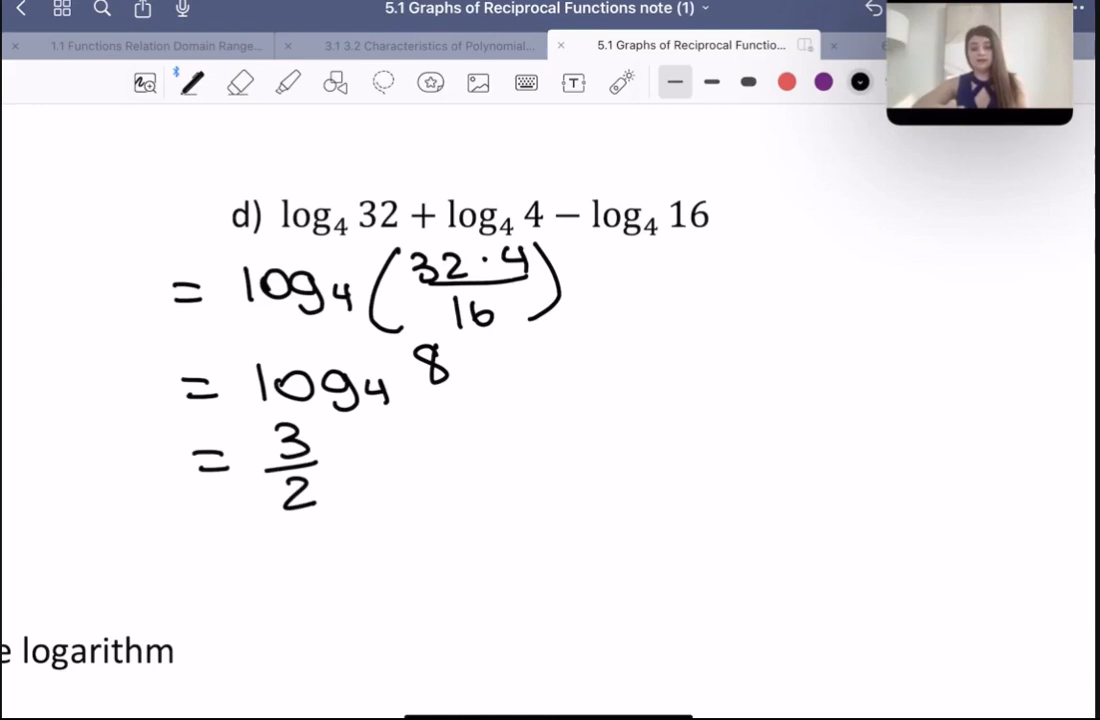 5.1 Graphs of Reciprocal Functions note (1)
1.1 Functions Relation Domain Range...
3.1 3.2 Characteristics of Polynomial...
5.1 Graphs of Reciprocal Functio...
d) log₄ 32 + log₄ 4 − log₄ 16
= log₄ (32 · 4 / 16)
= log₄ 8
= 3/2
e logarithm